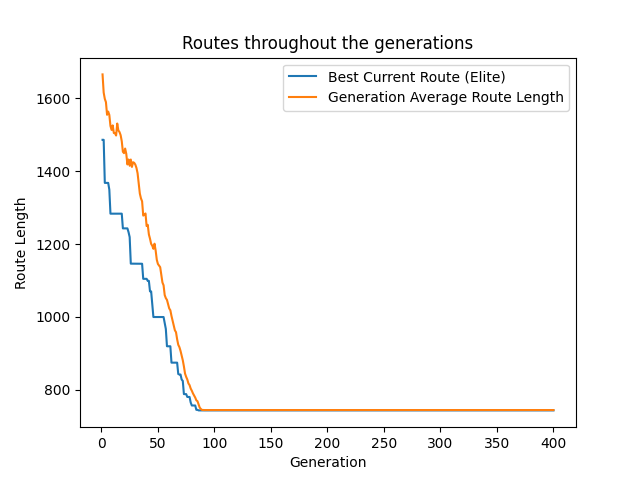 Routes throughout the generations
Best Current Route (Elite)
Generation Average Route Length
Route Length
1600
1400
1200
1000
800
0 50 100 150 200 250 300 350 400
Generation